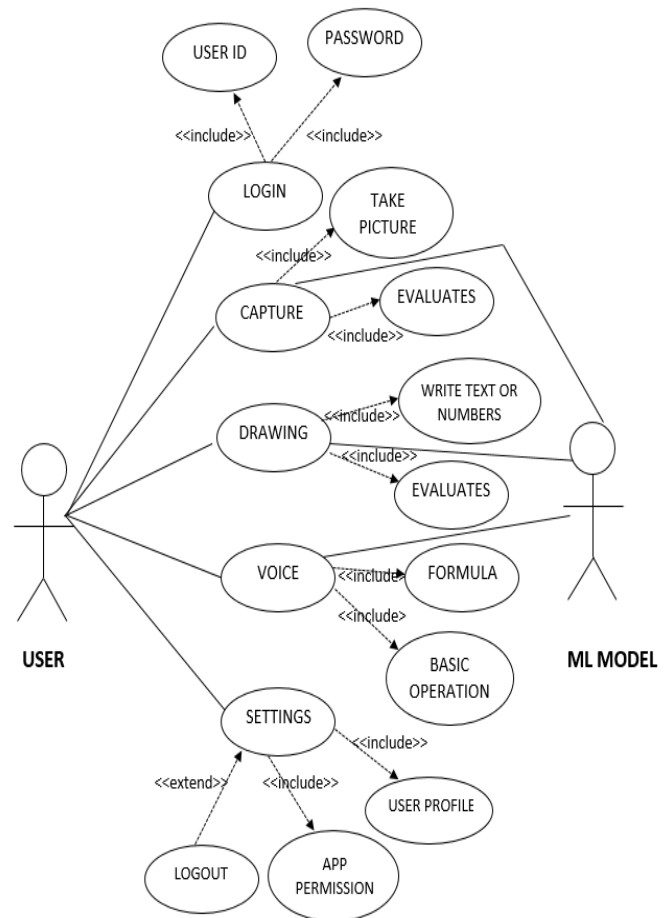 PASSWORD
USER ID
<<include>>
<<include>>
LOGIN
TAKE
PICTURE
<<include>>
EVALUATES
CAPTURE
<<include>>
WRITE TEXT OR
NUMBERS
<<include>>
DRAWING
<<include>>
EVALUATES
VOICE
<<include>
FORMULA
<<include>
BASIC
OPERATION
USER
ML MODEL
SETTINGS
<<include>>
<<extend>>
<<include>>
USER PROFILE
LOGOUT
APP
PERMISSION